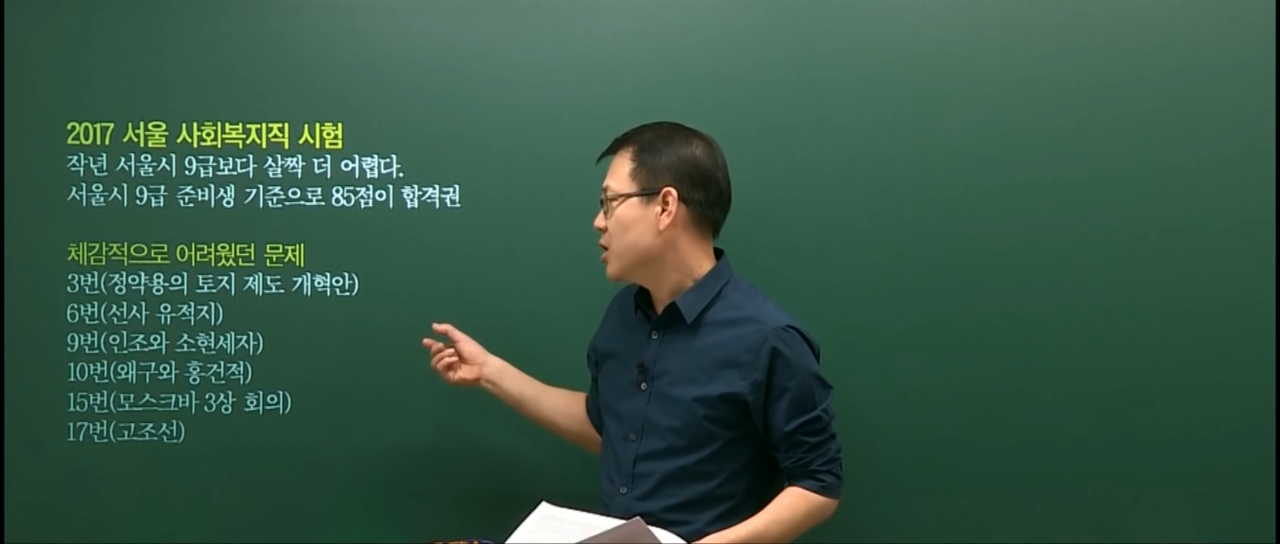 2017 서울 사회복지직 시험
작년 서울시 9급보다 살짝 더 어렵다.
서울시 9급 준비생 기준으로 85점이 합격권
체감적으로 어려웠던 문제
3번(정약용의 토지 제도 개혁안)
6번(선사 유적지)
9번(인조와 소현세자)
10번(왜구와 홍건적)
15번(모스크바 3상 회의)
17번(고조선)